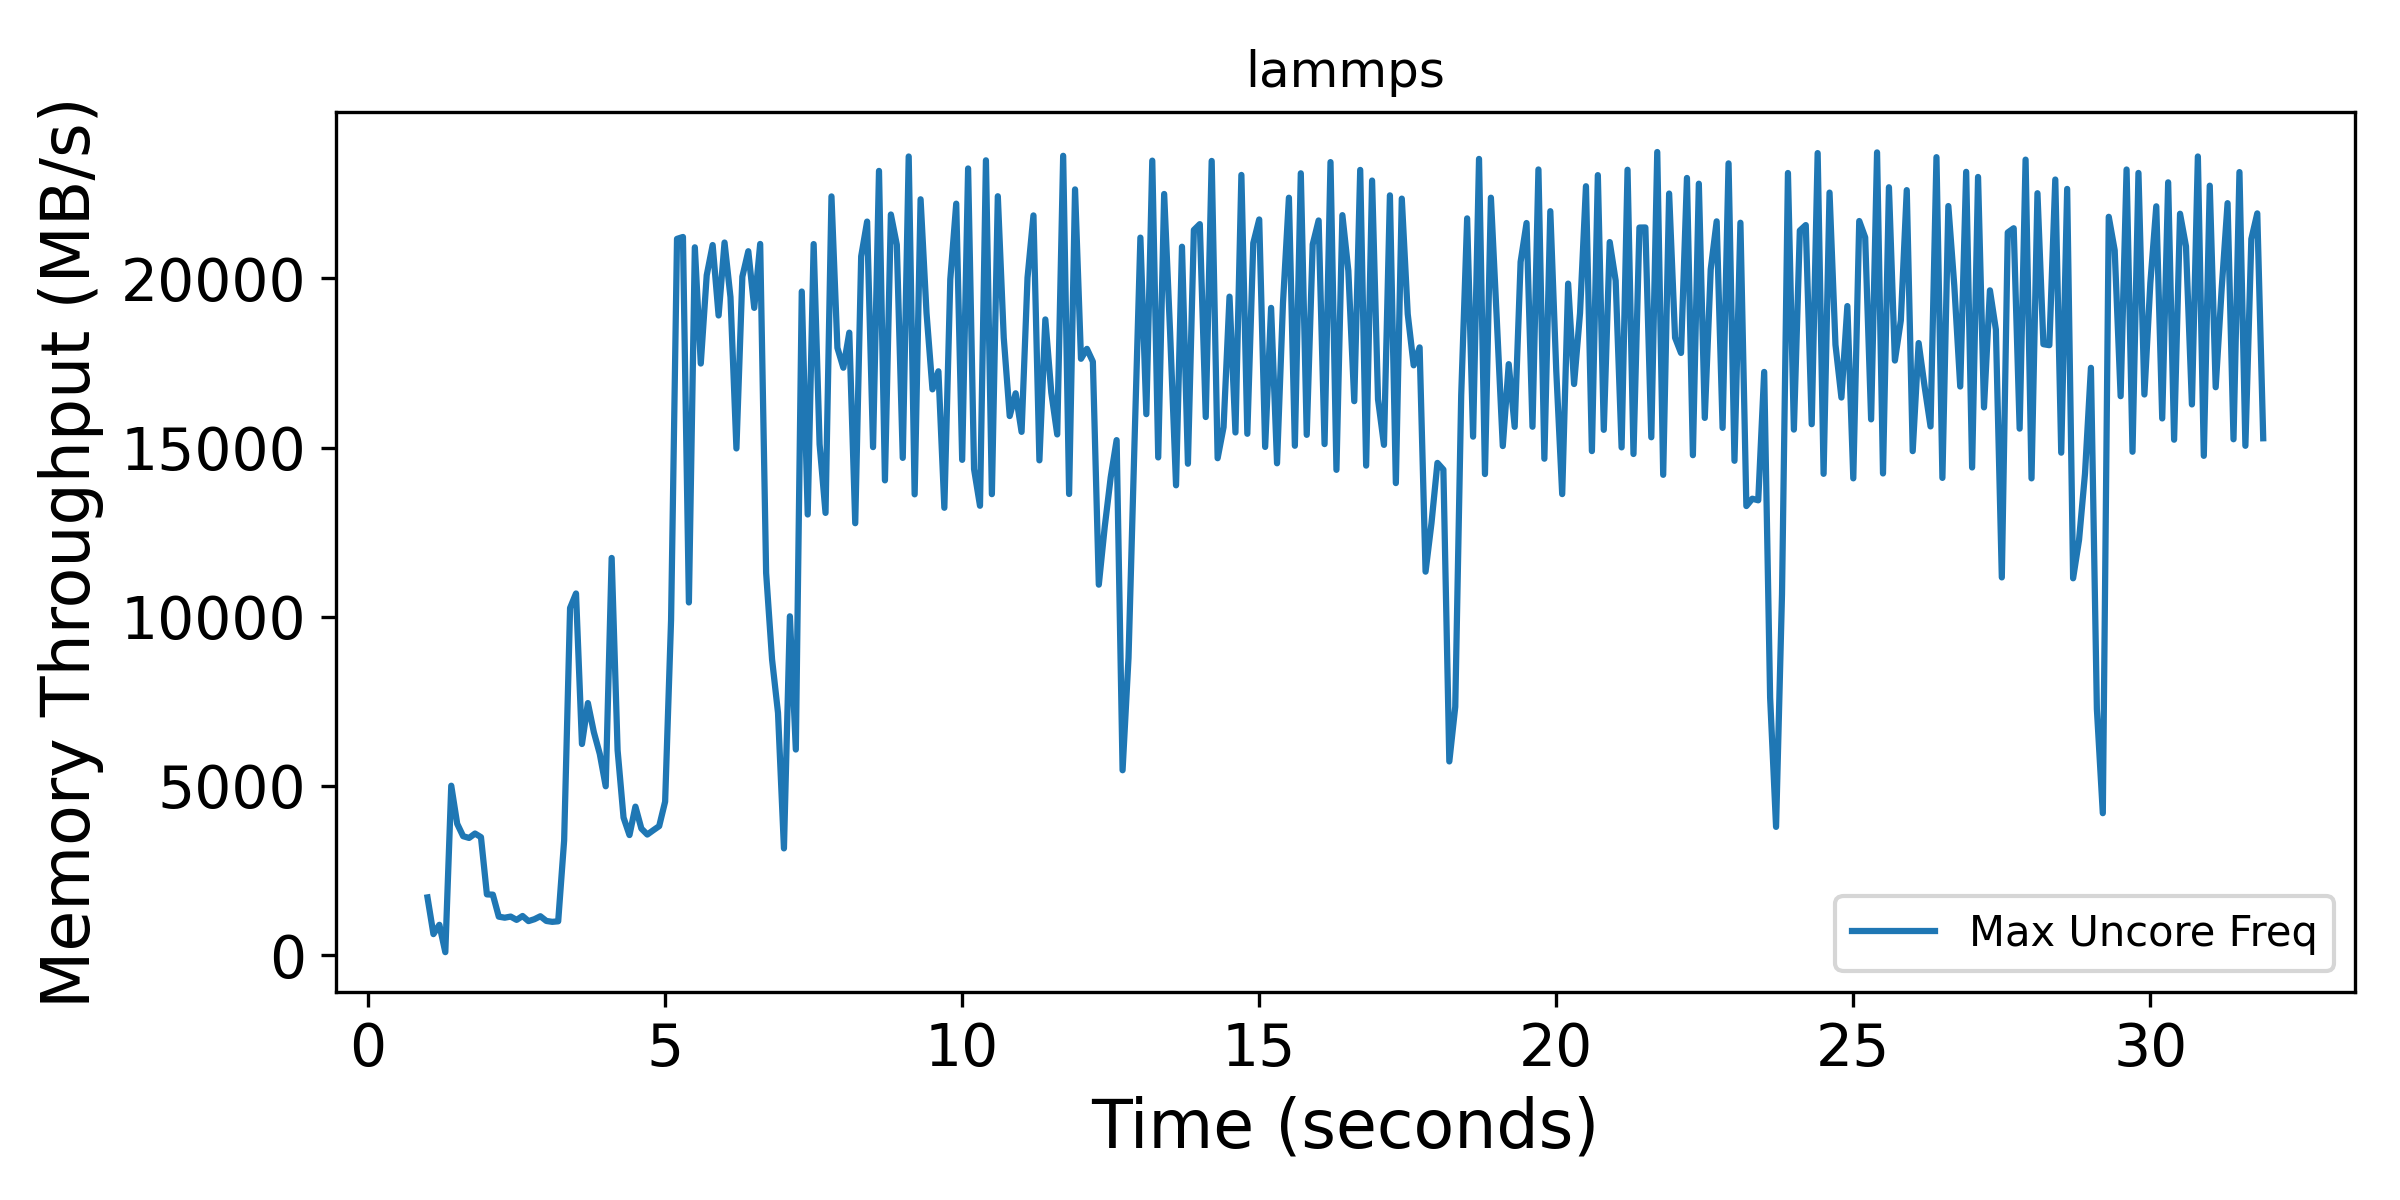 lammps
Memory Throughput (MB/s)
20000
15000
10000
5000
0
0 5 10 15 20 25 30
Time (seconds)
Max Uncore Freq